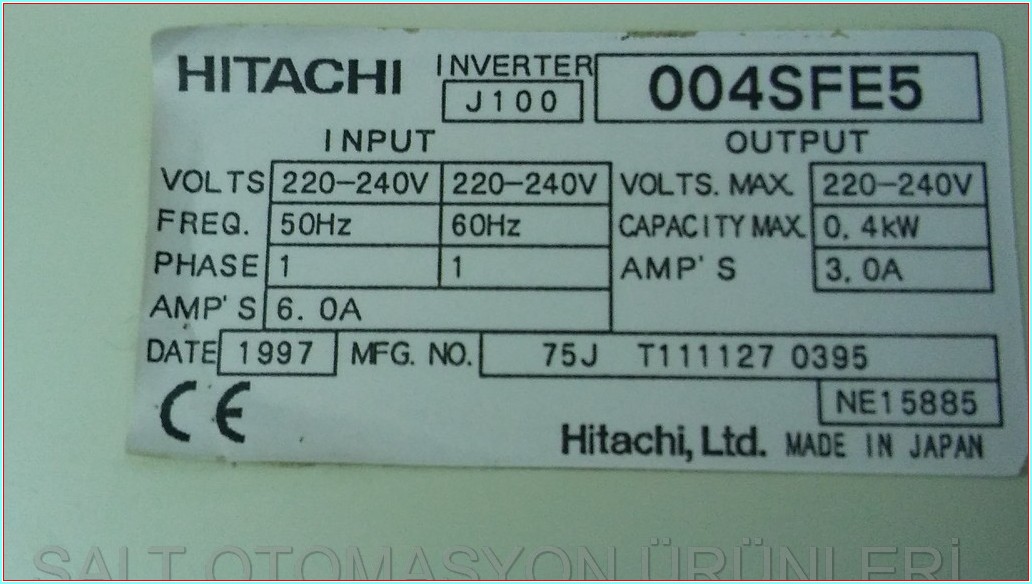 HITACHI INVERTER J100 004SFE5
INPUT OUTPUT
VOLTS 220-240V 220-240V VOLTS. MAX. 220-240V
FREQ. 50Hz 60Hz CAPACITY MAX. 0.4kW
PHASE 1 1 AMP'S 3.0A
AMP'S 6.0A
DATE 1997 MFG. NO. 75J T111127 0395
CE NE15885
Hitachi, Ltd. MADE IN JAPAN
SALT OTOMASYON ÜRÜNLERİ